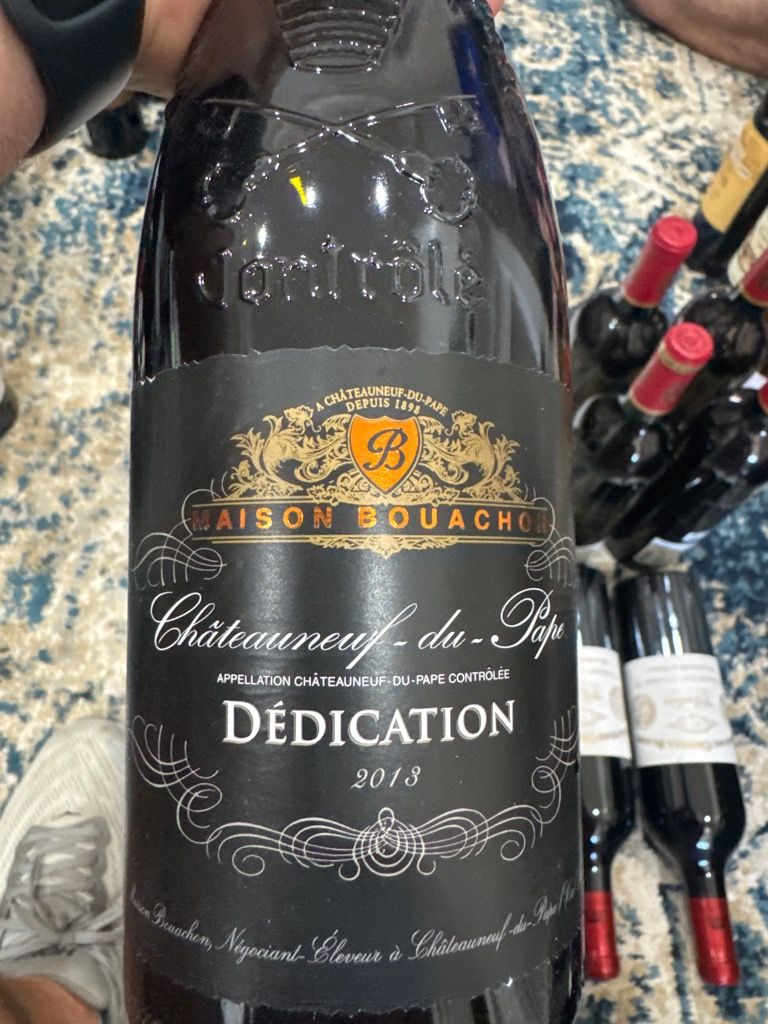 Contrôlé
A CHÂTEAUNEUF-DU-PAPE
DEPUIS 1898
B
MAISON BOUACHON
Châteauneuf-du-Pape
APPELLATION CHÂTEAUNEUF-DU-PAPE CONTRÔLÉE
DÉDICATION
2013
Maison Bouachon, Négociant-Éleveur à Châteauneuf-du-Pape